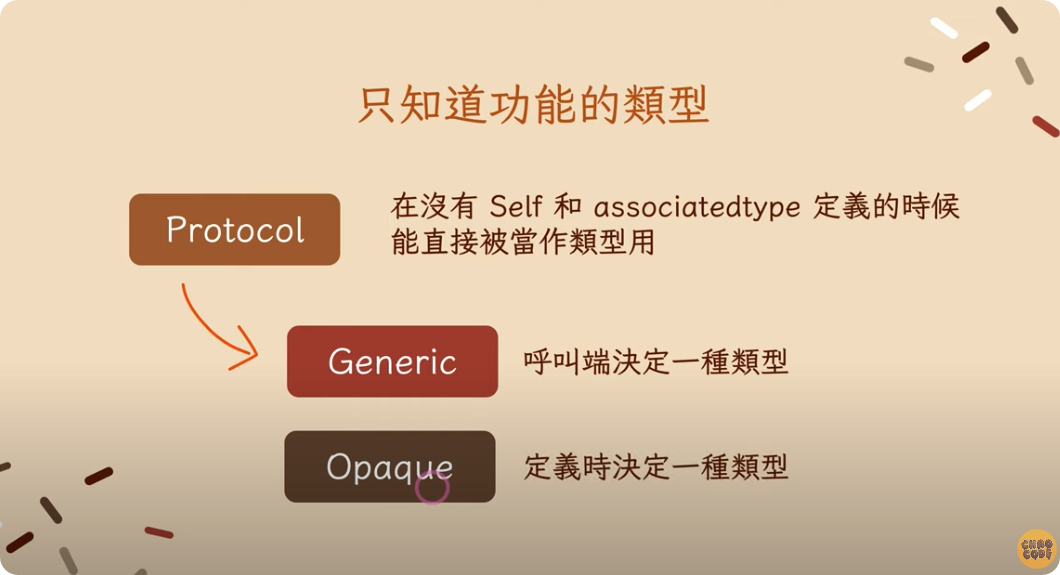 只知道功能的類型
Protocol
在沒有 Self 和 associatedtype 定義的時候
能直接被當作類型用
Generic
呼叫端決定一種類型
Opaque
定義時決定一種類型
CHAO
CODE